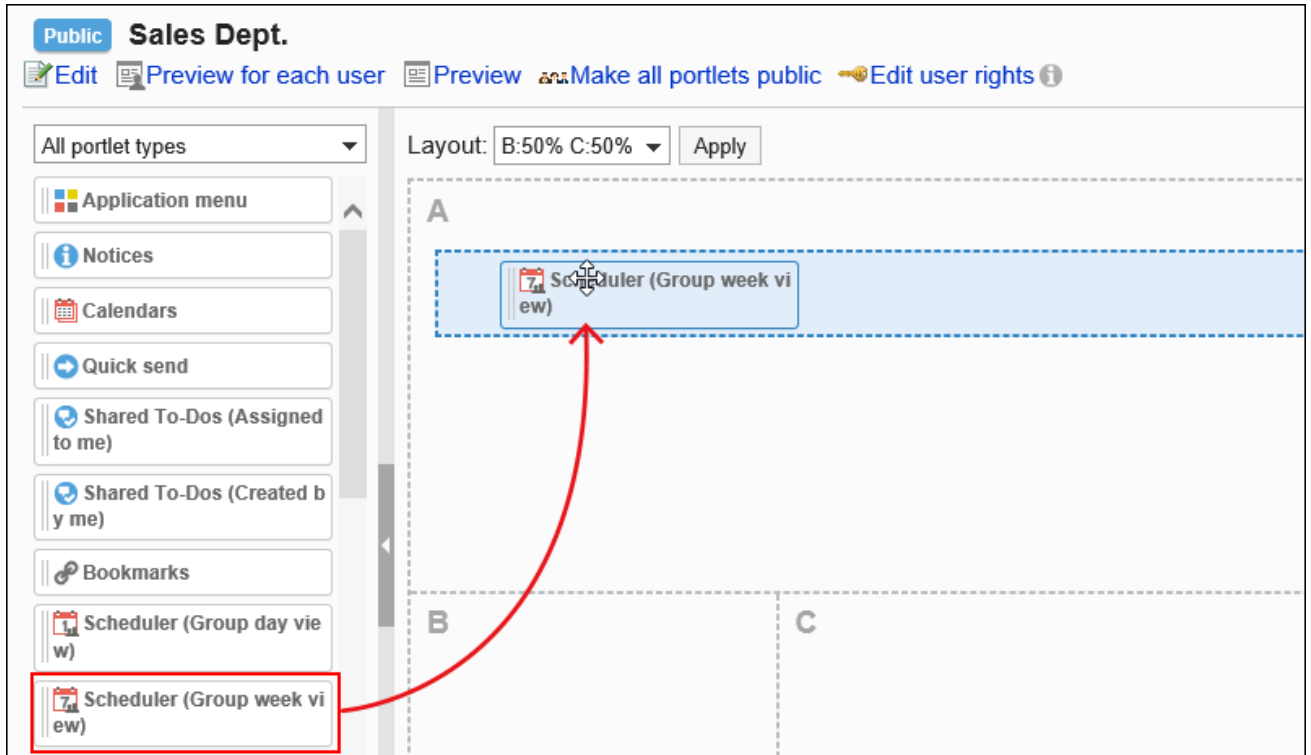 Public Sales Dept.
Edit Preview for each user Preview Make all portlets public Edit user rights
All portlet types
Layout: B:50% C:50% Apply
Application menu
Notices
Calendars
Quick send
Shared To-Dos (Assigned
to me)
Shared To-Dos (Created b
y me)
Bookmarks
Scheduler (Group day vie
w)
Scheduler (Group week vi
ew)
A
Scheduler (Group week vi
ew)
B
C